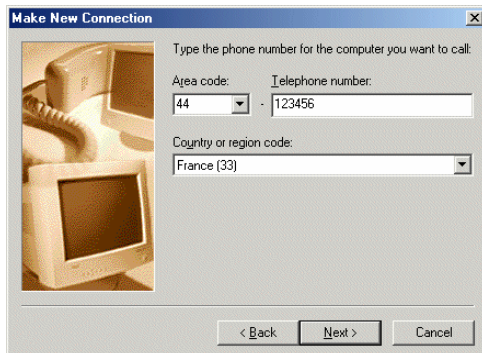 Make New Connection
Type the phone number for the computer you want to call:
Area code: Telephone number:
44 - 123456
Country or region code:
France (33)
< Back Next > Cancel